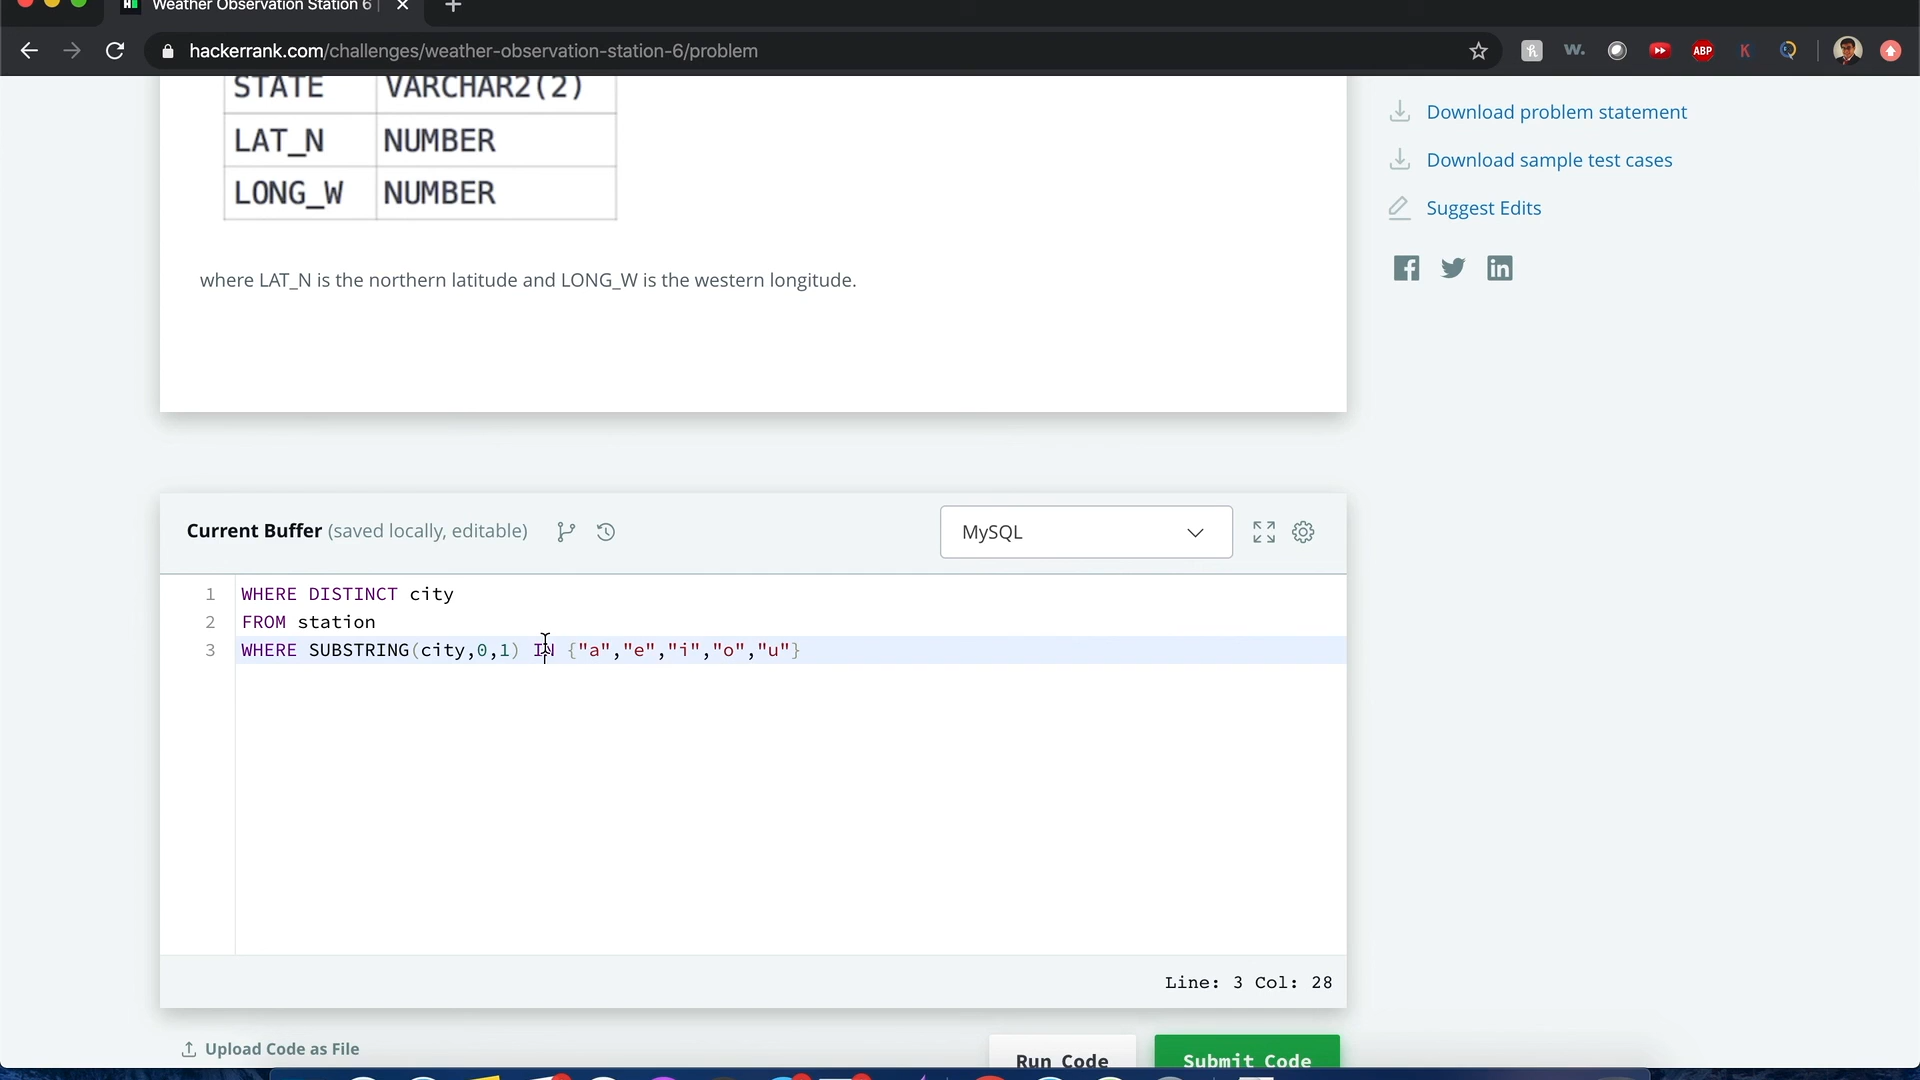 Weather Observation Station 6
hackerrank.com/challenges/weather-observation-station-6/problem
ABP
STATE VARCHAR2(2)
LAT_N NUMBER
LONG_W NUMBER
where LAT_N is the northern latitude and LONG_W is the western longitude.
Download problem statement
Download sample test cases
Suggest Edits
Current Buffer (saved locally, editable)
MySQL
1 WHERE DISTINCT city
2 FROM station
3 WHERE SUBSTRING(city,0,1) IN {"a","e","i","o","u"}
Line: 3 Col: 28
Upload Code as File
Run Code
Submit Code